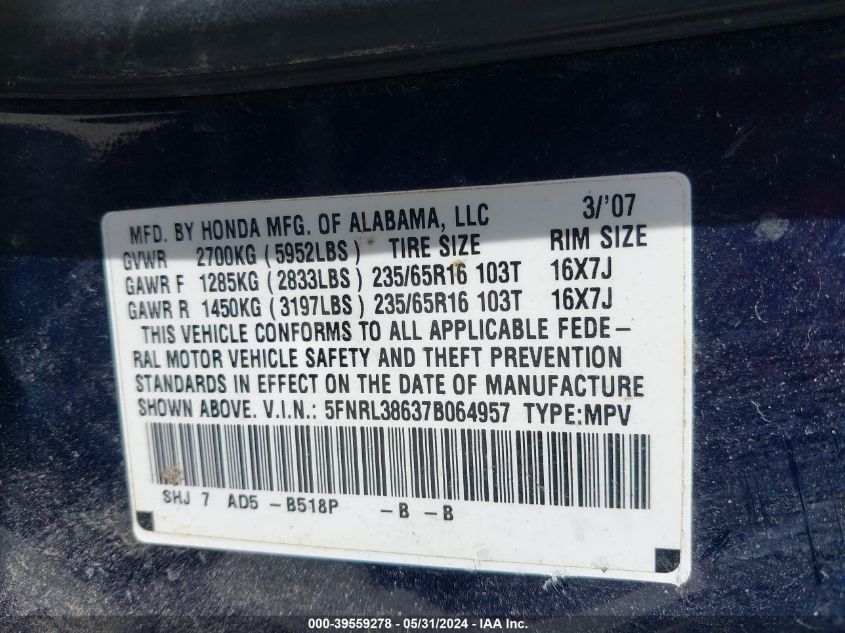 MFD. BY HONDA MFG. OF ALABAMA, LLC 3/'07
GVWR 2700KG (5952LBS) TIRE SIZE RIM SIZE
GAWR F 1285KG (2833LBS) 235/65R16 103T 16X7J
GAWR R 1450KG (3197LBS) 235/65R16 103T 16X7J
THIS VEHICLE CONFORMS TO ALL APPLICABLE FEDE-
RAL MOTOR VEHICLE SAFETY AND THEFT PREVENTION
STANDARDS IN EFFECT ON THE DATE OF MANUFACTURE
SHOWN ABOVE. V.I.N.: 5FNRL38637B064957 TYPE:MPV
SHJ 7 AD5 -B518P -B -B
000-39559278 - 05/31/2024 - IAA Inc.